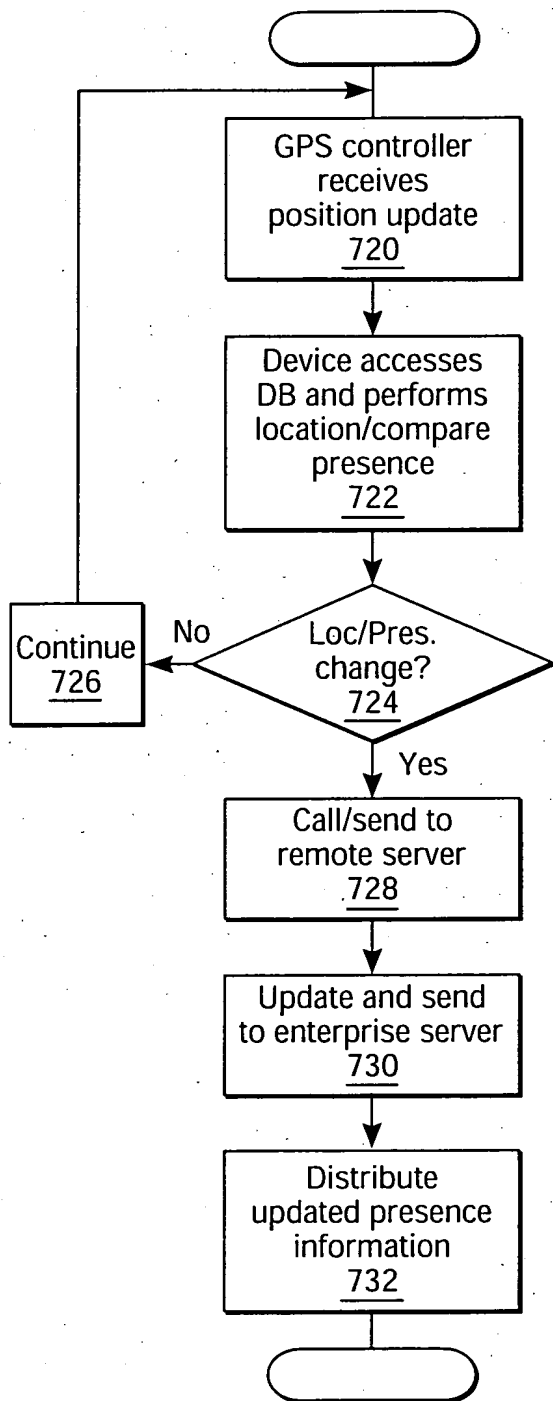 GPS controller
receives
position update
720
Device accesses
DB and performs
location/compare
presence
722
Loc/Pres.
change?
724
No
Continue
726
Yes
Call/send to
remote server
728
Update and send
to enterprise server
730
Distribute
updated presence
information
732